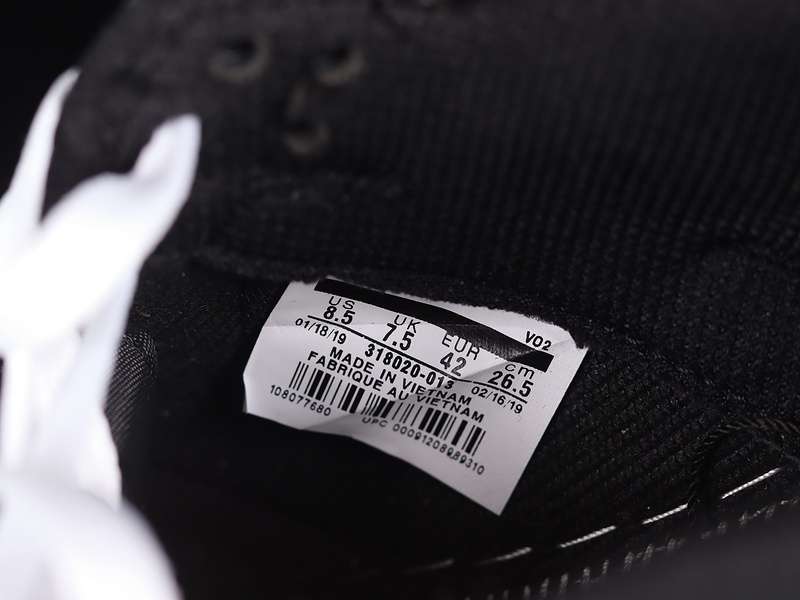 US UK EUR cm V02
8.5 7.5 42 26.5
01/18/19 318020-013 02/16/19
MADE IN VIETNAM
FABRIQUE AU VIETNAM
108077680 UPC 00091208989310